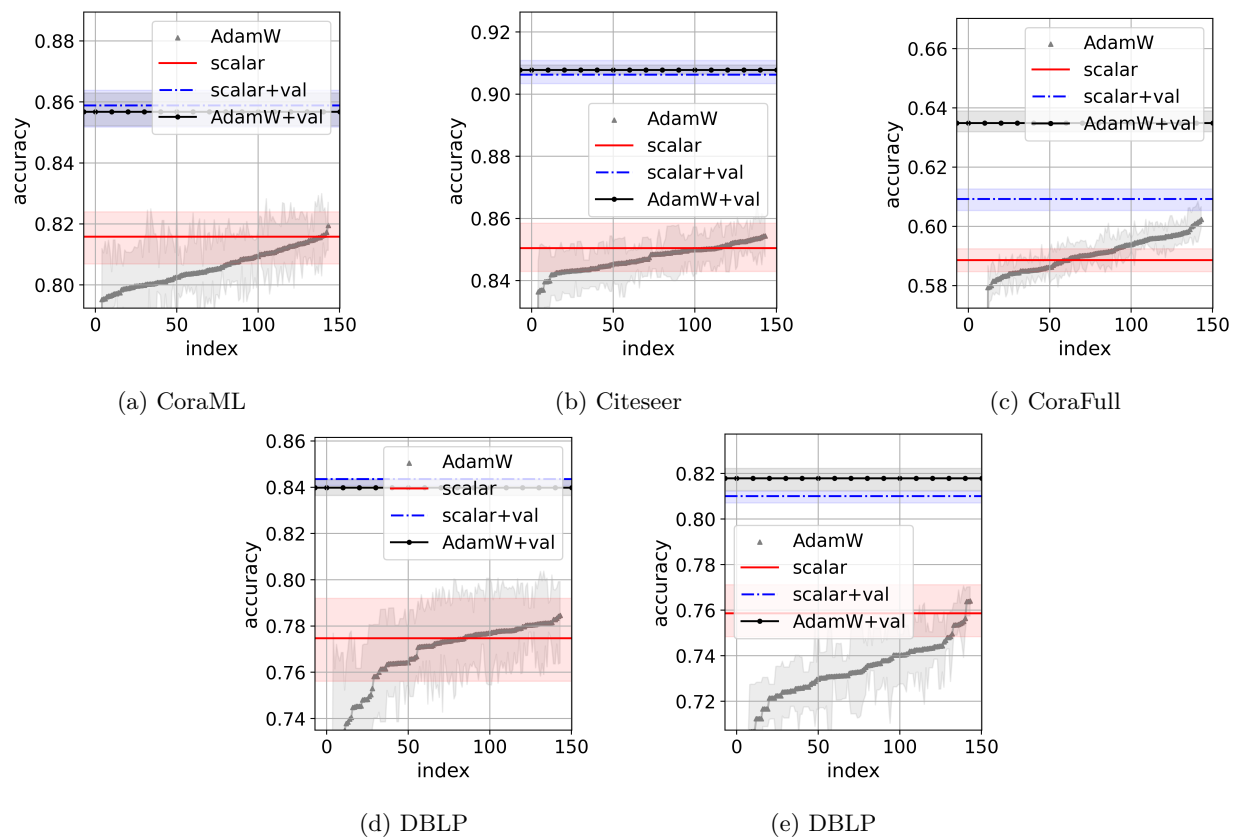 0.88
0.86
0.84
0.82
0.80
accuracy
AdamW
scalar
scalar+val
AdamW+val
0 50 100 150
index
(a) CoraML
0.92
0.90
0.88
0.86
0.84
accuracy
AdamW
scalar
scalar+val
AdamW+val
0 50 100 150
index
(b) Citeseer
0.66
0.64
0.62
0.60
0.58
accuracy
AdamW
scalar
scalar+val
AdamW+val
0 50 100 150
index
(c) CoraFull
0.86
0.84
0.82
0.80
0.78
0.76
0.74
accuracy
AdamW
scalar
scalar+val
AdamW+val
0 50 100 150
index
(d) DBLP
0.82
0.80
0.78
0.76
0.74
0.72
accuracy
AdamW
scalar
scalar+val
AdamW+val
0 50 100 150
index
(e) DBLP